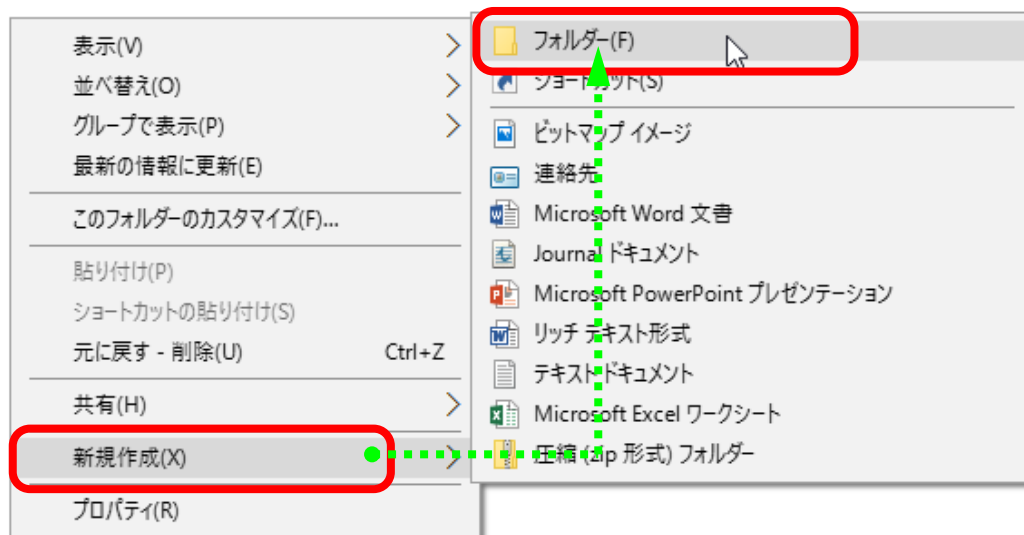 表示(V)
並べ替え(O)
グループで表示(P)
最新の情報に更新(E)
このフォルダーのカスタマイズ(F)...
貼り付け(P)
ショートカットの貼り付け(S)
元に戻す - 削除(U) Ctrl+Z
共有(H)
新規作成(X)
プロパティ(R)
フォルダー(F)
ショートカット(S)
ビットマップ イメージ
連絡先
Microsoft Word 文書
Journal ドキュメント
Microsoft PowerPoint プレゼンテーション
リッチ テキスト形式
テキスト ドキュメント
Microsoft Excel ワークシート
圧縮 (zip 形式) フォルダー